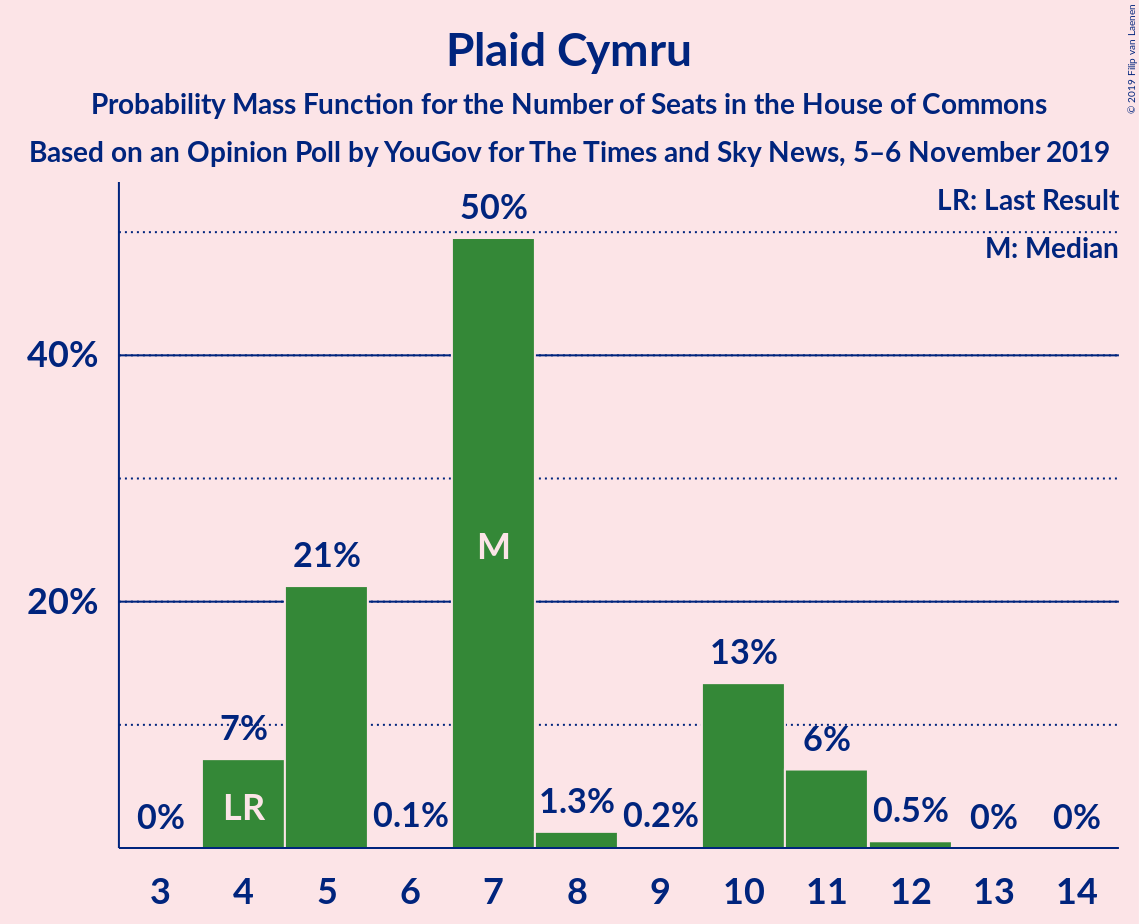 © 2019 Filip van Laenen
Plaid Cymru
Probability Mass Function for the Number of Seats in the House of Commons
Based on an Opinion Poll by YouGov for The Times and Sky News, 5–6 November 2019
LR: Last Result
M: Median
50%
40%
M
21%
20%
13%
7%
6%
LR
0%
0.1%
1.3%
0.2%
0.5%
0%
0%
3 4 5 6 7 8 9 10 11 12 13 14